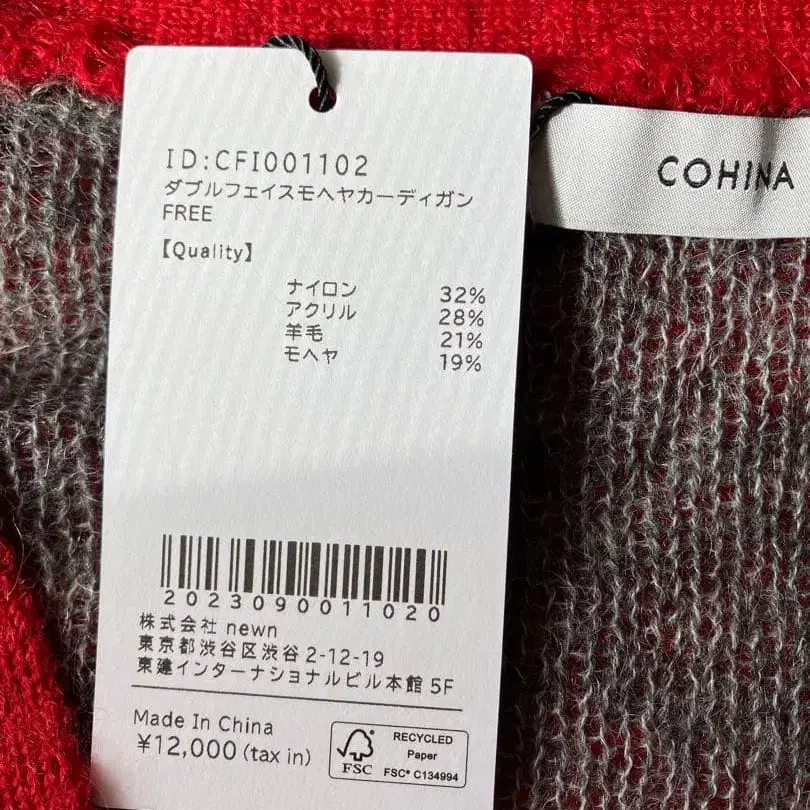 ID:CFI001102
ダブルフェイスモヘヤカーディガン
FREE
【Quality】
ナイロン 32%
アクリル 28%
羊毛 21%
モヘヤ 19%
2023090011020
株式会社 newn
東京都渋谷区渋谷 2-12-19
東建インターナショナルビル本館 5F
Made In China
¥12,000 (tax in)
FSC
RECYCLED
Paper
FSC® C134994
COHINA